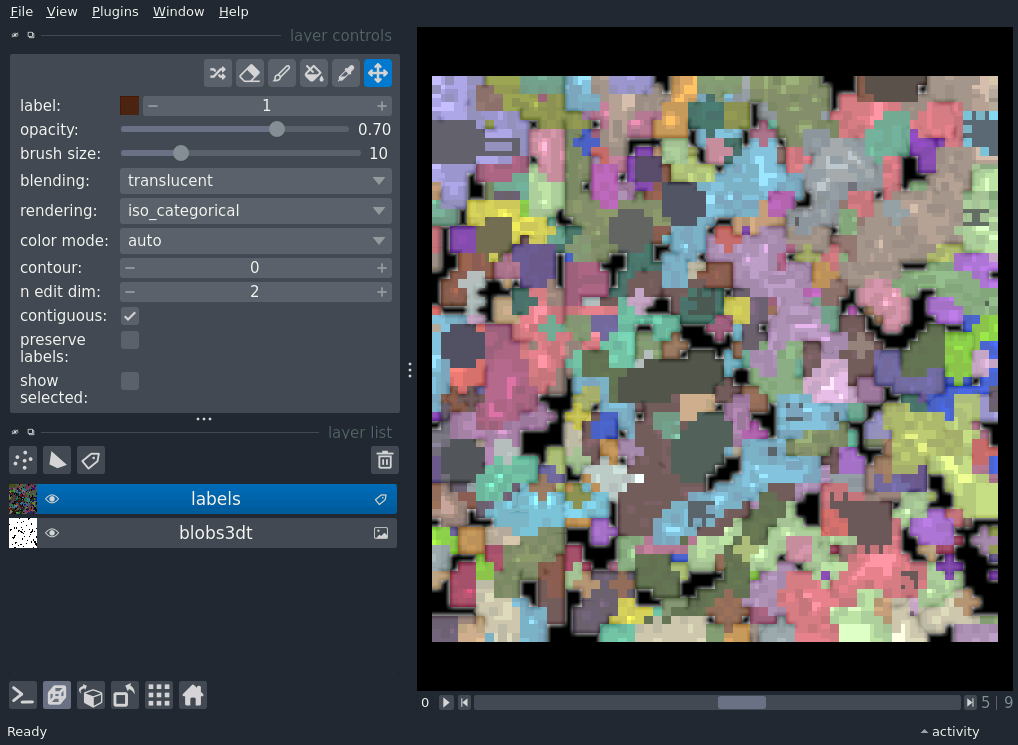 File View Plugins Window Help
layer controls
label: 1
opacity: 0.70
brush size: 10
blending: translucent
rendering: iso_categorical
color mode: auto
contour: 0
n edit dim: 2
contiguous:
preserve
labels:
show
selected:
layer list
labels
blobs3dt
0 5 | 9
Ready activity